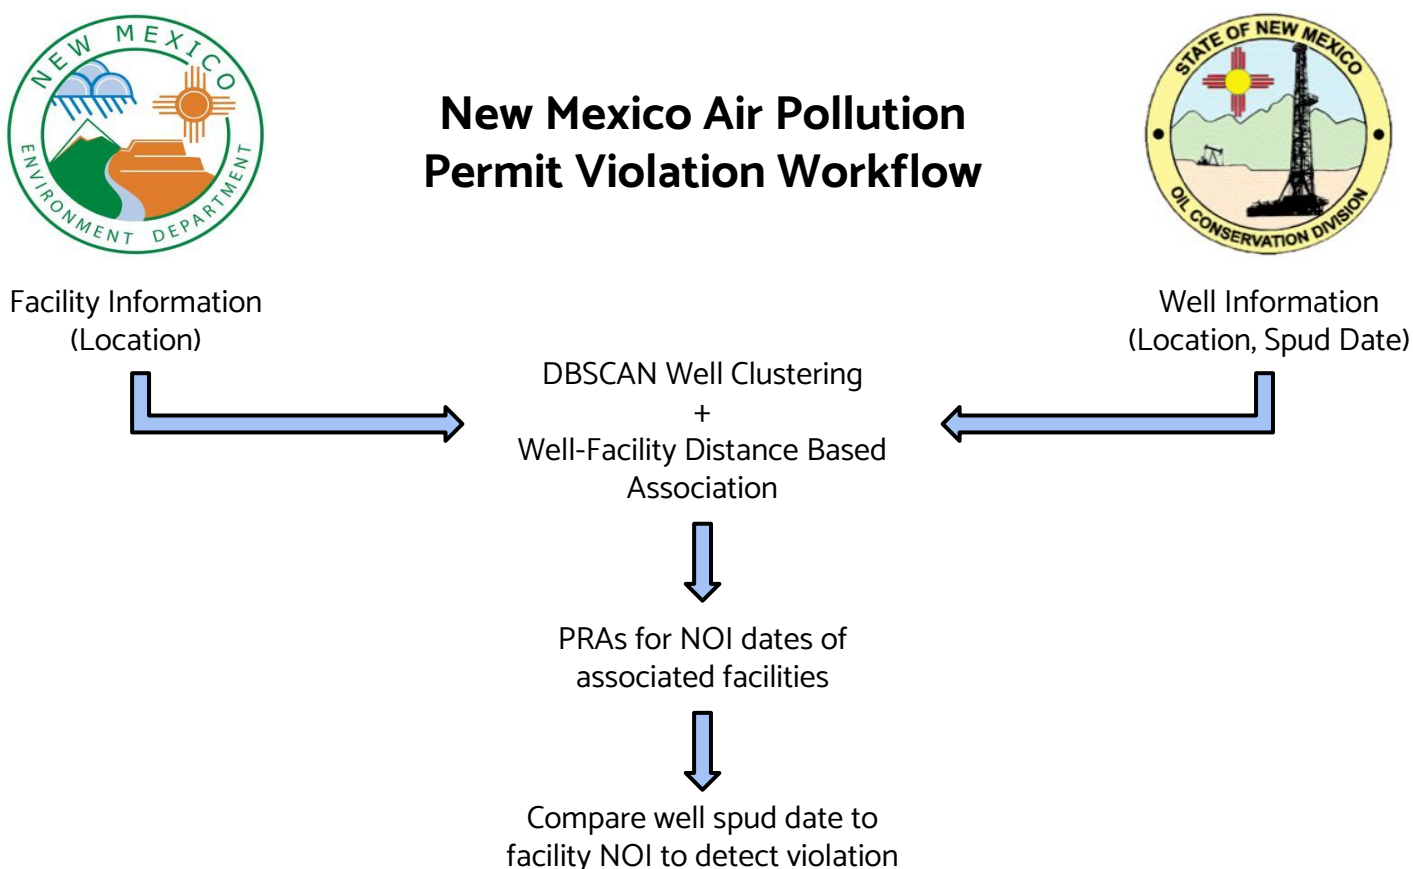 NEW MEXICO
ENVIRONMENT DEPARTMENT
New Mexico Air Pollution
Permit Violation Workflow
STATE OF NEW MEXICO
OIL CONSERVATION DIVISION
Facility Information
(Location)
Well Information
(Location, Spud Date)
DBSCAN Well Clustering
+
Well-Facility Distance Based
Association
PRAs for NOI dates of
associated facilities
Compare well spud date to
facility NOI to detect violation